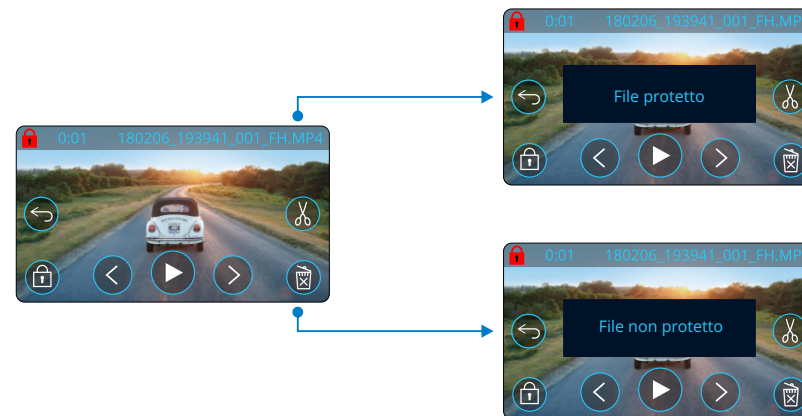 0:01 180206_193941_001_FH.MP4
0:01 180206_193941_001_FH.MP
File protetto
0:01 180206_193941_001_FH.MP
File non protetto